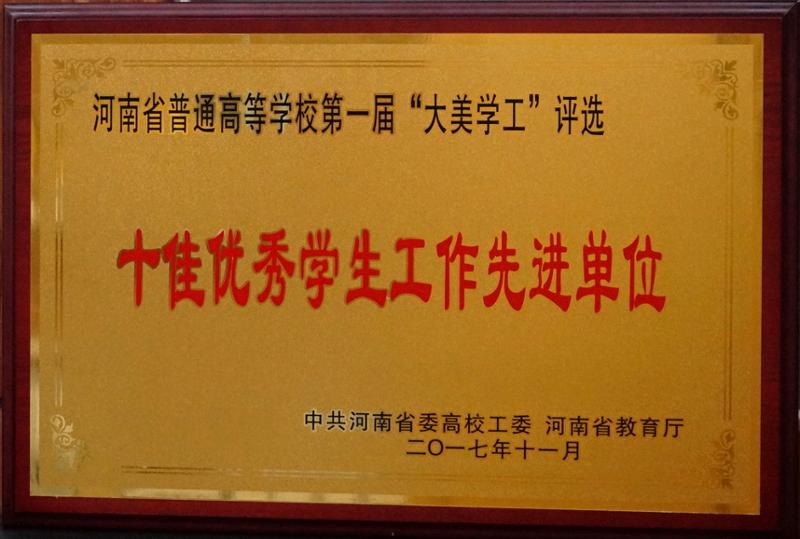 河南省普通高等学校第一届“大美学工”评选
十佳优秀学生工作先进单位
中共河南省委高校工委 河南省教育厅
二〇一七年十一月